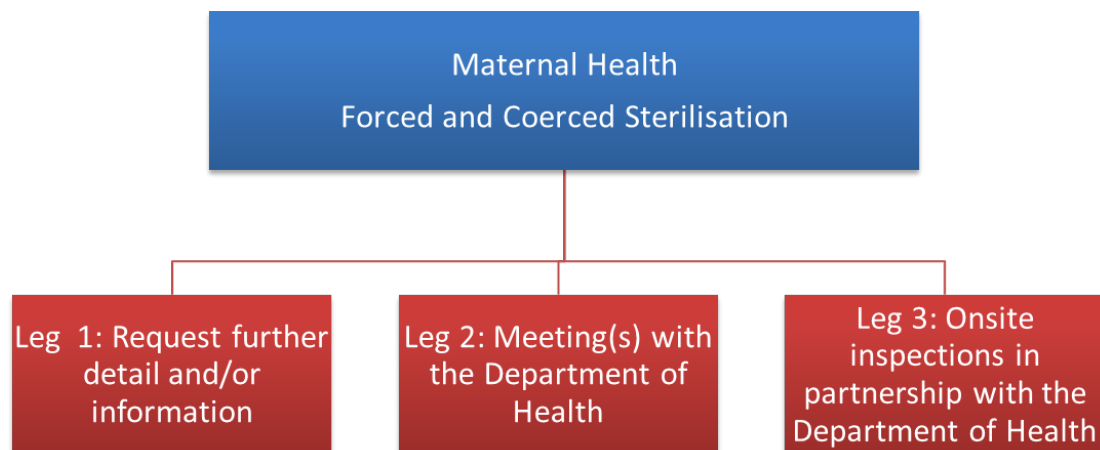 Maternal Health
Forced and Coerced Sterilisation
Leg 1: Request further
detail and/or
information
Leg 2: Meeting(s) with
the Department of
Health
Leg 3: Onsite
inspections in
partnership with the
Department of Health